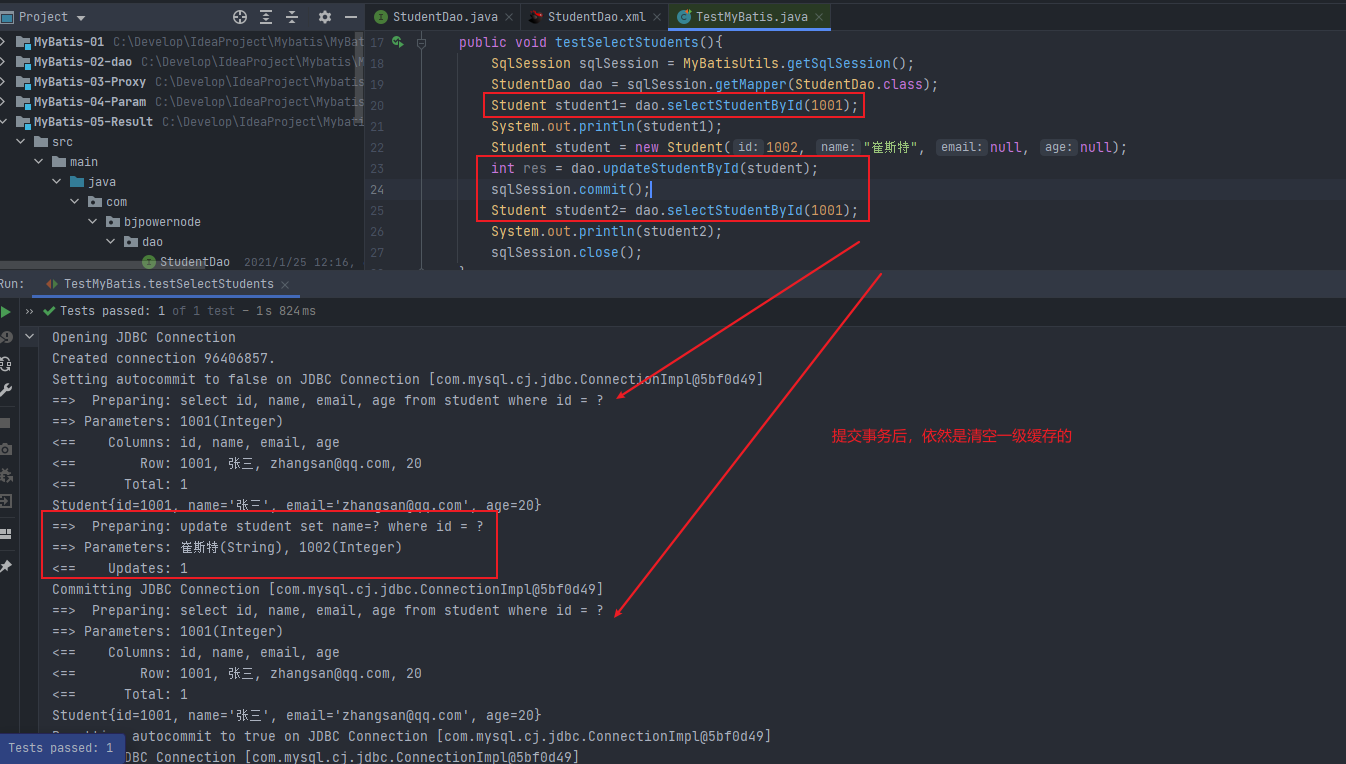 Project
StudentDao.java
StudentDao.xml
TestMyBatis.java
MyBatis-01 C:\Develop\IdeaProject\Mybatis\MyBat
MyBatis-02-dao C:\Develop\IdeaProject\Mybatis\M
MyBatis-03-Proxy C:\Develop\IdeaProject\Mybatis
MyBatis-04-Param C:\Develop\IdeaProject\Mybatis
MyBatis-05-Result C:\Develop\IdeaProject\Mybati
src
main
java
com
bjpowernode
dao
StudentDao 2021/1/25 12:16,
17 public void testSelectStudents(){
18 SqlSession sqlSession = MyBatisUtils.getSqlSession();
19 StudentDao dao = sqlSession.getMapper(StudentDao.class);
20 Student student1= dao.selectStudentById(1001);
21 System.out.println(student1);
22 Student student = new Student( id: 1002, name: "崔斯特", email: null, age: null);
23 int res = dao.updateStudentById(student);
24 sqlSession.commit();
25 Student student2= dao.selectStudentById(1001);
26 System.out.println(student2);
27 sqlSession.close();
Run: TestMyBatis.testSelectStudents
Tests passed: 1 of 1 test – 1s 824ms
Opening JDBC Connection
Created connection 96406857.
Setting autocommit to false on JDBC Connection [com.mysql.cj.jdbc.ConnectionImpl@5bf0d49]
==>  Preparing: select id, name, email, age from student where id = ?
==> Parameters: 1001(Integer)
<==    Columns: id, name, email, age
<==        Row: 1001, 张三, zhangsan@qq.com, 20
<==      Total: 1
Student{id=1001, name='张三', email='zhangsan@qq.com', age=20}
==>  Preparing: update student set name=? where id = ?
==> Parameters: 崔斯特(String), 1002(Integer)
<==    Updates: 1
Committing JDBC Connection [com.mysql.cj.jdbc.ConnectionImpl@5bf0d49]
==>  Preparing: select id, name, email, age from student where id = ?
==> Parameters: 1001(Integer)
<==    Columns: id, name, email, age
<==        Row: 1001, 张三, zhangsan@qq.com, 20
<==      Total: 1
Student{id=1001, name='张三', email='zhangsan@qq.com', age=20}
autocommit to true on JDBC Connection [com.mysql.cj.jdbc.ConnectionImpl@5bf0d49]
DBC Connection [com.mysql.cj.jdbc.ConnectionImpl@5bf0d49]
提交事务后，依然是清空一级缓存的
Tests passed: 1